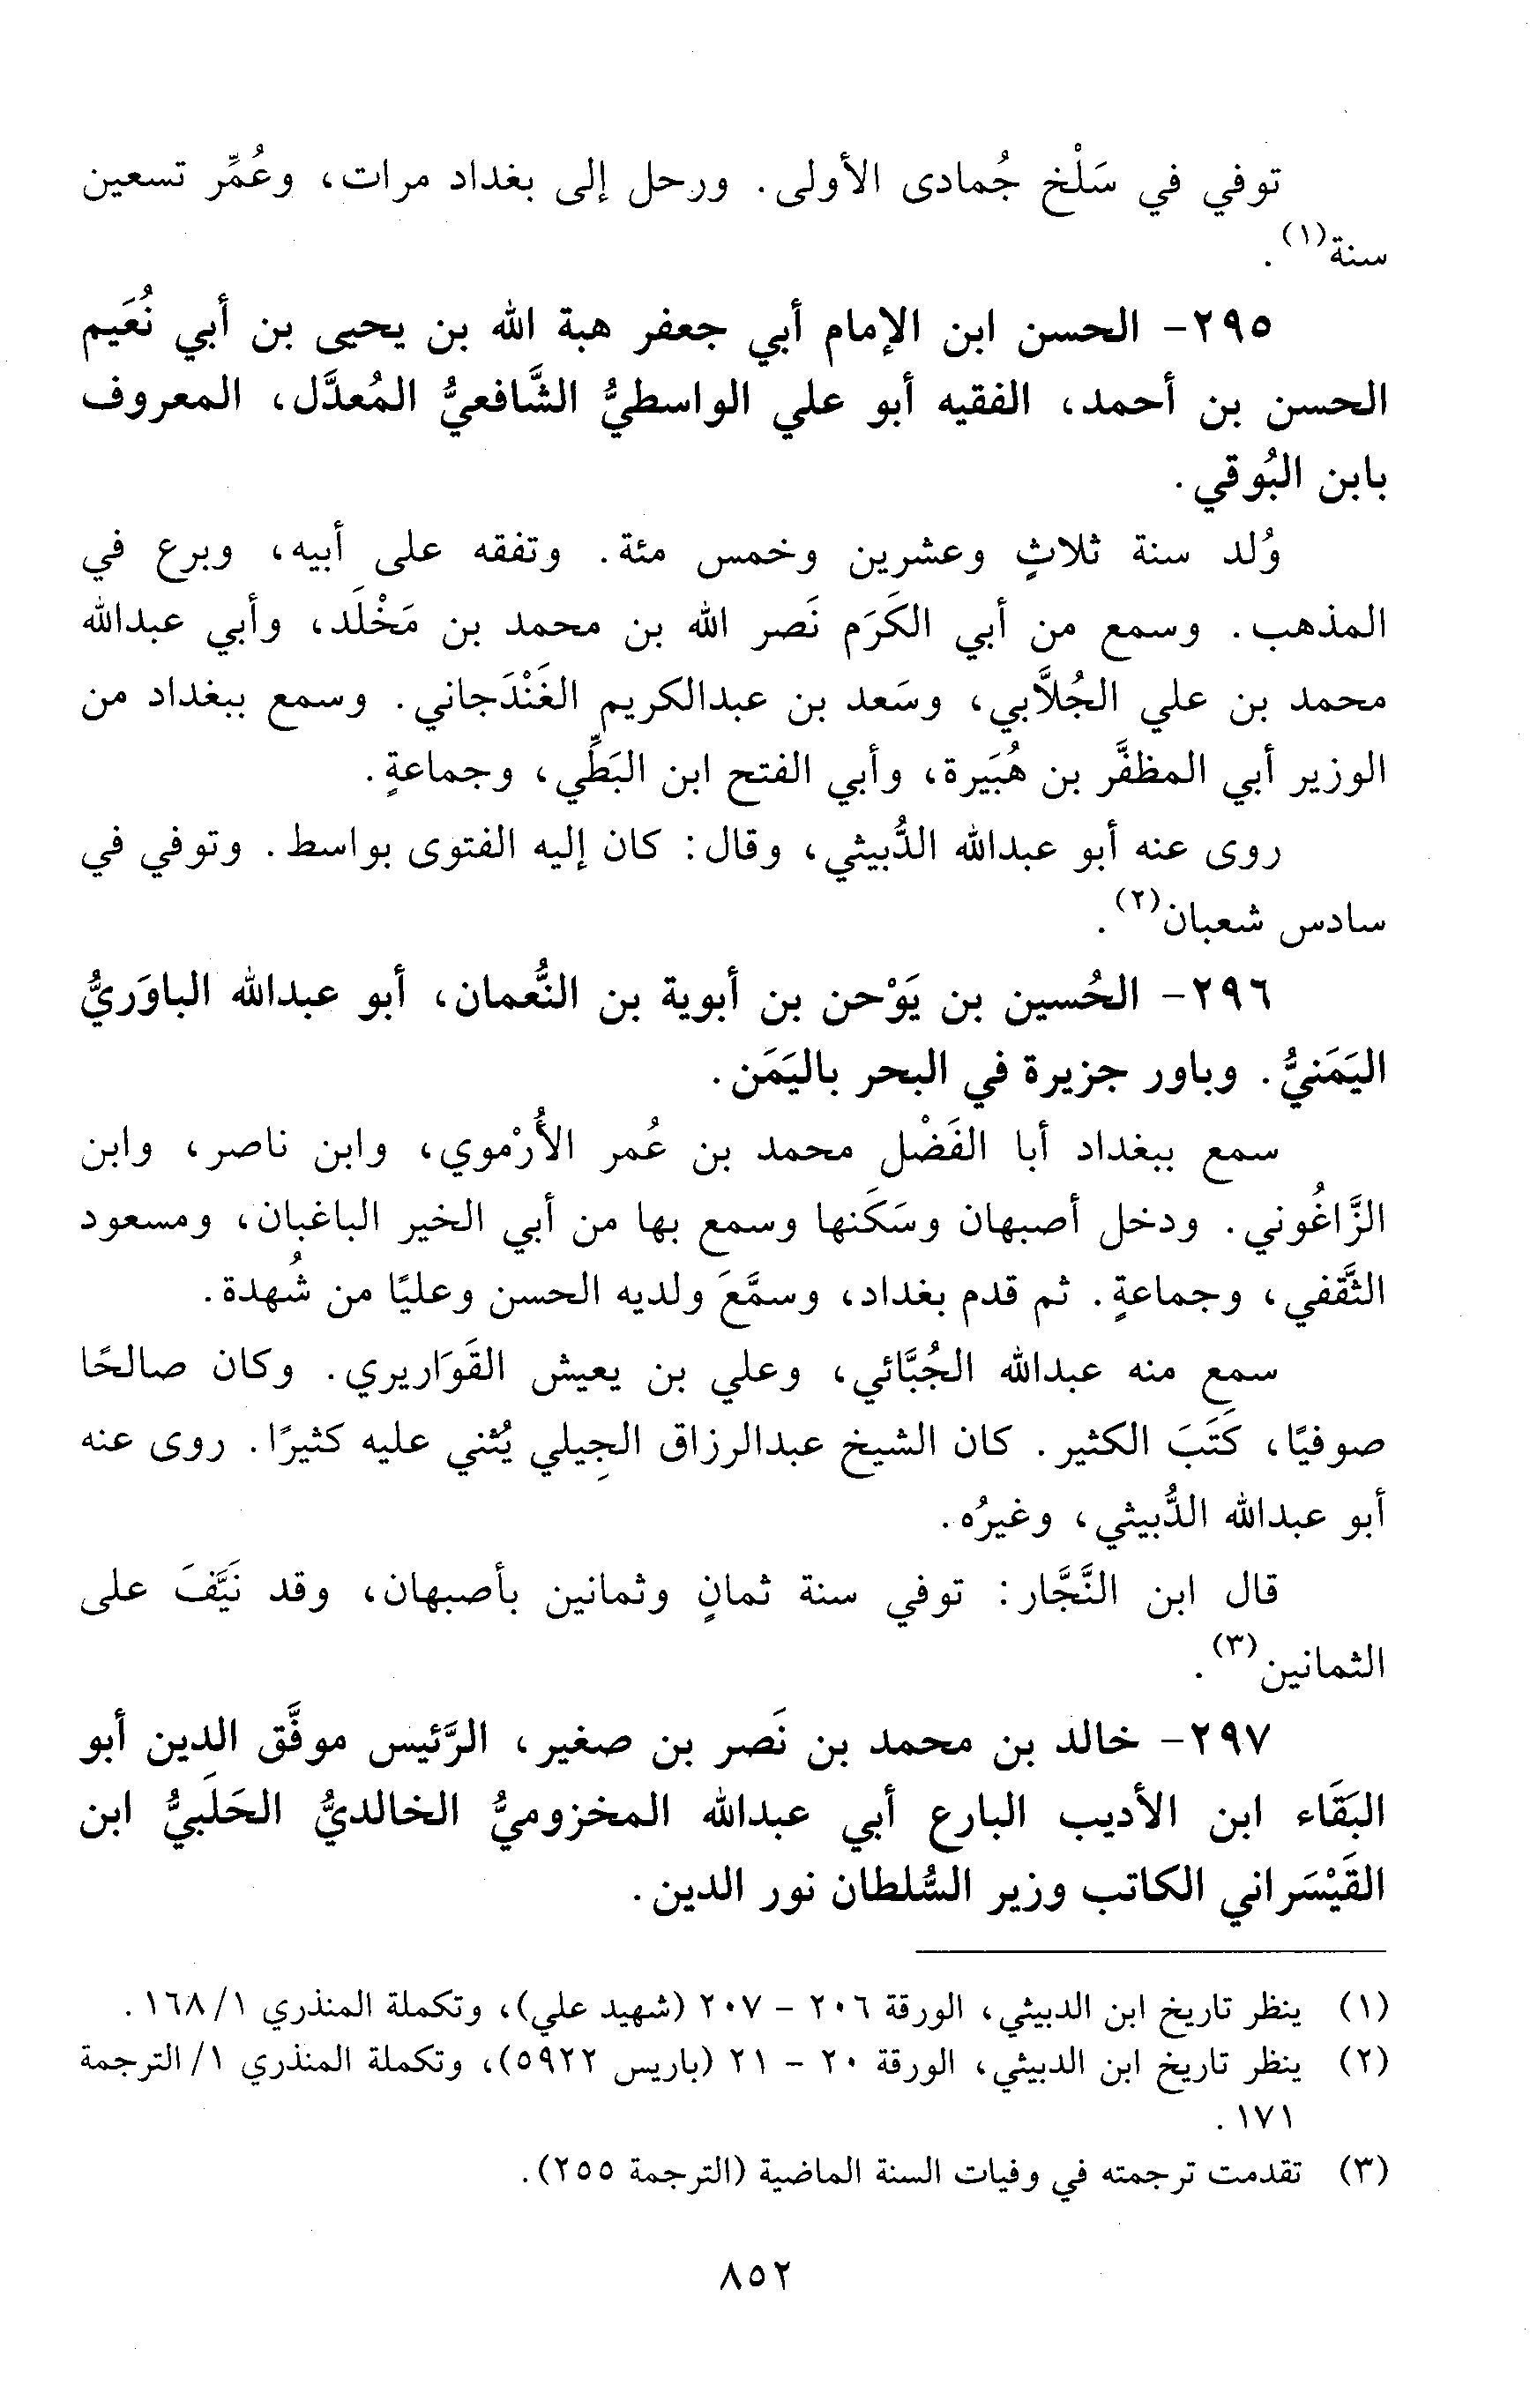 توفي في سَلْخ جُمادى الأولى. ورحل إلى بغداد مرات، وعُمِّر تسعين
سنة(١).
٢٩٥- الحسن ابن الإمام أبي جعفر هبة الله بن يحيى بن أبي نُعَيم
الحسن بن أحمد، الفقيه أبو علي الواسطيُّ الشَّافعيُّ المُعدَّل، المعروف
بابن البُوقي.
وُلد سنة ثلاثٍ وعشرين وخمس مئة. وتفقه على أبيه، وبرع في
المذهب. وسمع من أبي الكَرَم نَصر الله بن محمد بن مَخْلَد، وأبي عبدالله
محمد بن علي الجُلاَّبي، وسَعد بن عبدالكريم الغَنْدَجاني. وسمع ببغداد من
الوزير أبي المظفَّر بن هُبَيرة، وأبي الفتح ابن البَطِّي، وجماعةٍ.
روى عنه أبو عبدالله الدُّبيثي، وقال: كان إليه الفتوى بواسط. وتوفي في
سادس شعبان(٢).
٢٩٦- الحُسين بن يَوْحن بن أبوية بن النُّعمان، أبو عبدالله الباوَريُّ
اليَمَنيُّ. وباور جزيرة في البحر باليَمَن.
سمع ببغداد أبا الفَضْل محمد بن عُمر الأُرْموي، وابن ناصر، وابن
الزَّاغُوني. ودخل أصبهان وسَكَنها وسمع بها من أبي الخير الباغبان، ومسعود
الثَّقفي، وجماعةٍ. ثم قدم بغداد، وسمَّعَ ولديه الحسن وعليًا من شُهدة.
سمع منه عبدالله الجُبَّائي، وعلي بن يعيش القَوَاريري. وكان صالحًا
صوفيًا، كَتَبَ الكثير. كان الشيخ عبدالرزاق الجِيلي يُثني عليه كثيرًا. روى عنه
أبو عبدالله الدُّبيثي، وغيرُه.
قال ابن النَّجَّار: توفي سنة ثمانٍ وثمانين بأصبهان، وقد نَيَّفَ على
الثمانين(٣).
٢٩٧- خالد بن محمد بن نَصر بن صغير، الرَّئيس موفَّق الدين أبو
البَقَاء ابن الأديب البارع أبي عبدالله المخزوميُّ الخالديُّ الحَلَبيُّ ابن
القَيْسَراني الكاتب وزير السُّلطان نور الدين.
(١) ينظر تاريخ ابن الدبيثي، الورقة ٢٠٦ - ٢٠٧ (شهيد علي)، وتكملة المنذري ١/ ١٦٨.
(٢) ينظر تاريخ ابن الدبيثي، الورقة ٢٠ - ٢١ (باريس ٥٩٢٢)، وتكملة المنذري ١/ الترجمة
١٧١.
(٣) تقدمت ترجمته في وفيات السنة الماضية (الترجمة ٢٥٥).
٨٥٢